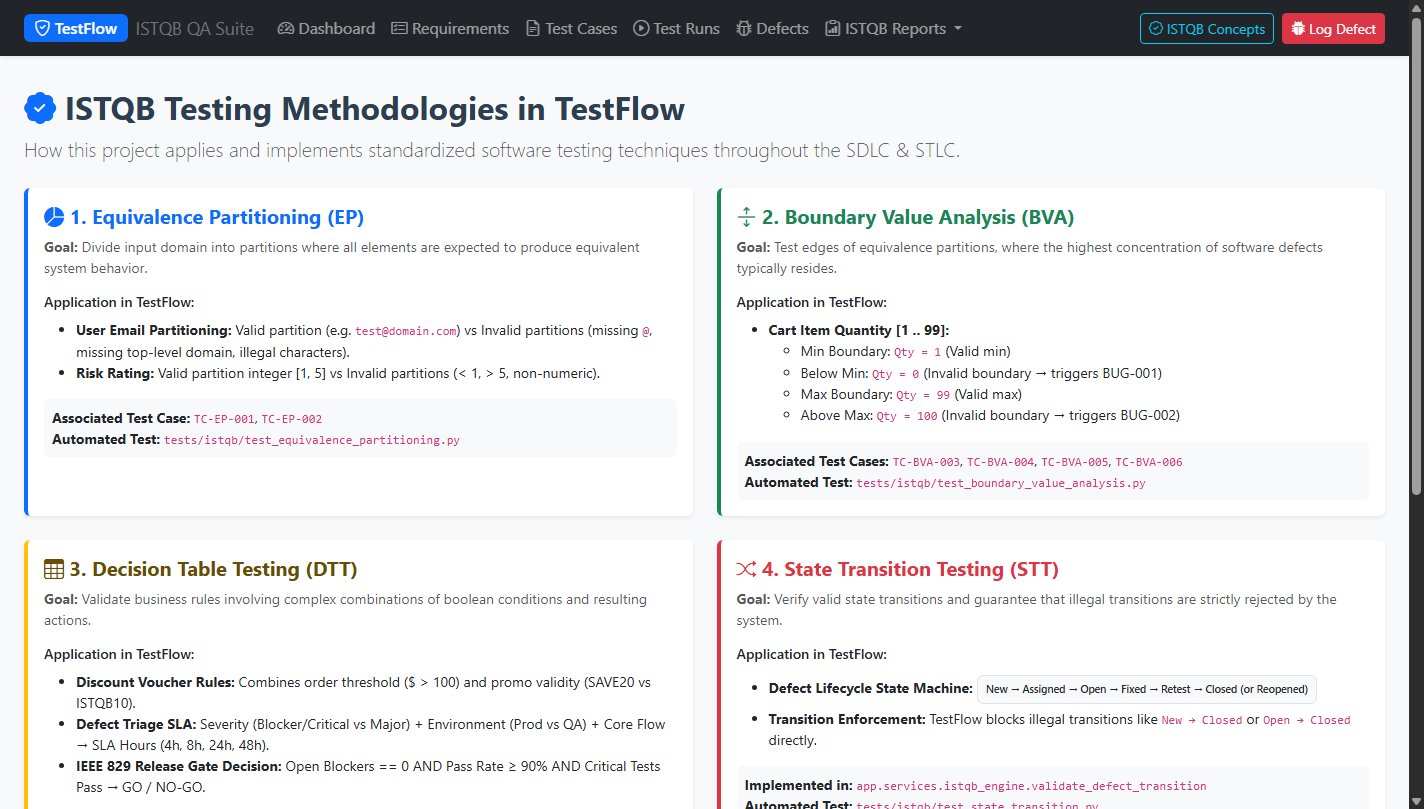 TestFlow ISTQB QA Suite Dashboard Requirements Test Cases Test Runs Defects ISTQB Reports ISTQB Concepts Log Defect
ISTQB Testing Methodologies in TestFlow
How this project applies and implements standardized software testing techniques throughout the SDLC & STLC.
1. Equivalence Partitioning (EP)
Goal: Divide input domain into partitions where all elements are expected to produce equivalent
system behavior.
Application in TestFlow:
User Email Partitioning: Valid partition (e.g. test@domain.com) vs Invalid partitions (missing @,
missing top-level domain, illegal characters).
Risk Rating: Valid partition integer [1, 5] vs Invalid partitions (< 1, > 5, non-numeric).
Associated Test Case: TC-EP-001, TC-EP-002
Automated Test: tests/istqb/test_equivalence_partitioning.py
2. Boundary Value Analysis (BVA)
Goal: Test edges of equivalence partitions, where the highest concentration of software defects
typically resides.
Application in TestFlow:
Cart Item Quantity [1 .. 99]:
Min Boundary: Qty = 1 (Valid min)
Below Min: Qty = 0 (Invalid boundary → triggers BUG-001)
Max Boundary: Qty = 99 (Valid max)
Above Max: Qty = 100 (Invalid boundary → triggers BUG-002)
Associated Test Cases: TC-BVA-003, TC-BVA-004, TC-BVA-005, TC-BVA-006
Automated Test: tests/istqb/test_boundary_value_analysis.py
3. Decision Table Testing (DTT)
Goal: Validate business rules involving complex combinations of boolean conditions and resulting
actions.
Application in TestFlow:
Discount Voucher Rules: Combines order threshold ($ > 100) and promo validity (SAVE20 vs
ISTQB10).
Defect Triage SLA: Severity (Blocker/Critical vs Major) + Environment (Prod vs QA) + Core Flow
→ SLA Hours (4h, 8h, 24h, 48h).
IEEE 829 Release Gate Decision: Open Blockers == 0 AND Pass Rate ≥ 90% AND Critical Tests
Pass → GO / NO-GO.
4. State Transition Testing (STT)
Goal: Verify valid state transitions and guarantee that illegal transitions are strictly rejected by the
system.
Application in TestFlow:
Defect Lifecycle State Machine: New → Assigned → Open → Fixed → Retest → Closed (or Reopened)
Transition Enforcement: TestFlow blocks illegal transitions like New → Closed or Open → Closed
directly.
Implemented in: app.services.istqb_engine.validate_defect_transition
Automated Test: tests/istqb/test_state_transition.py